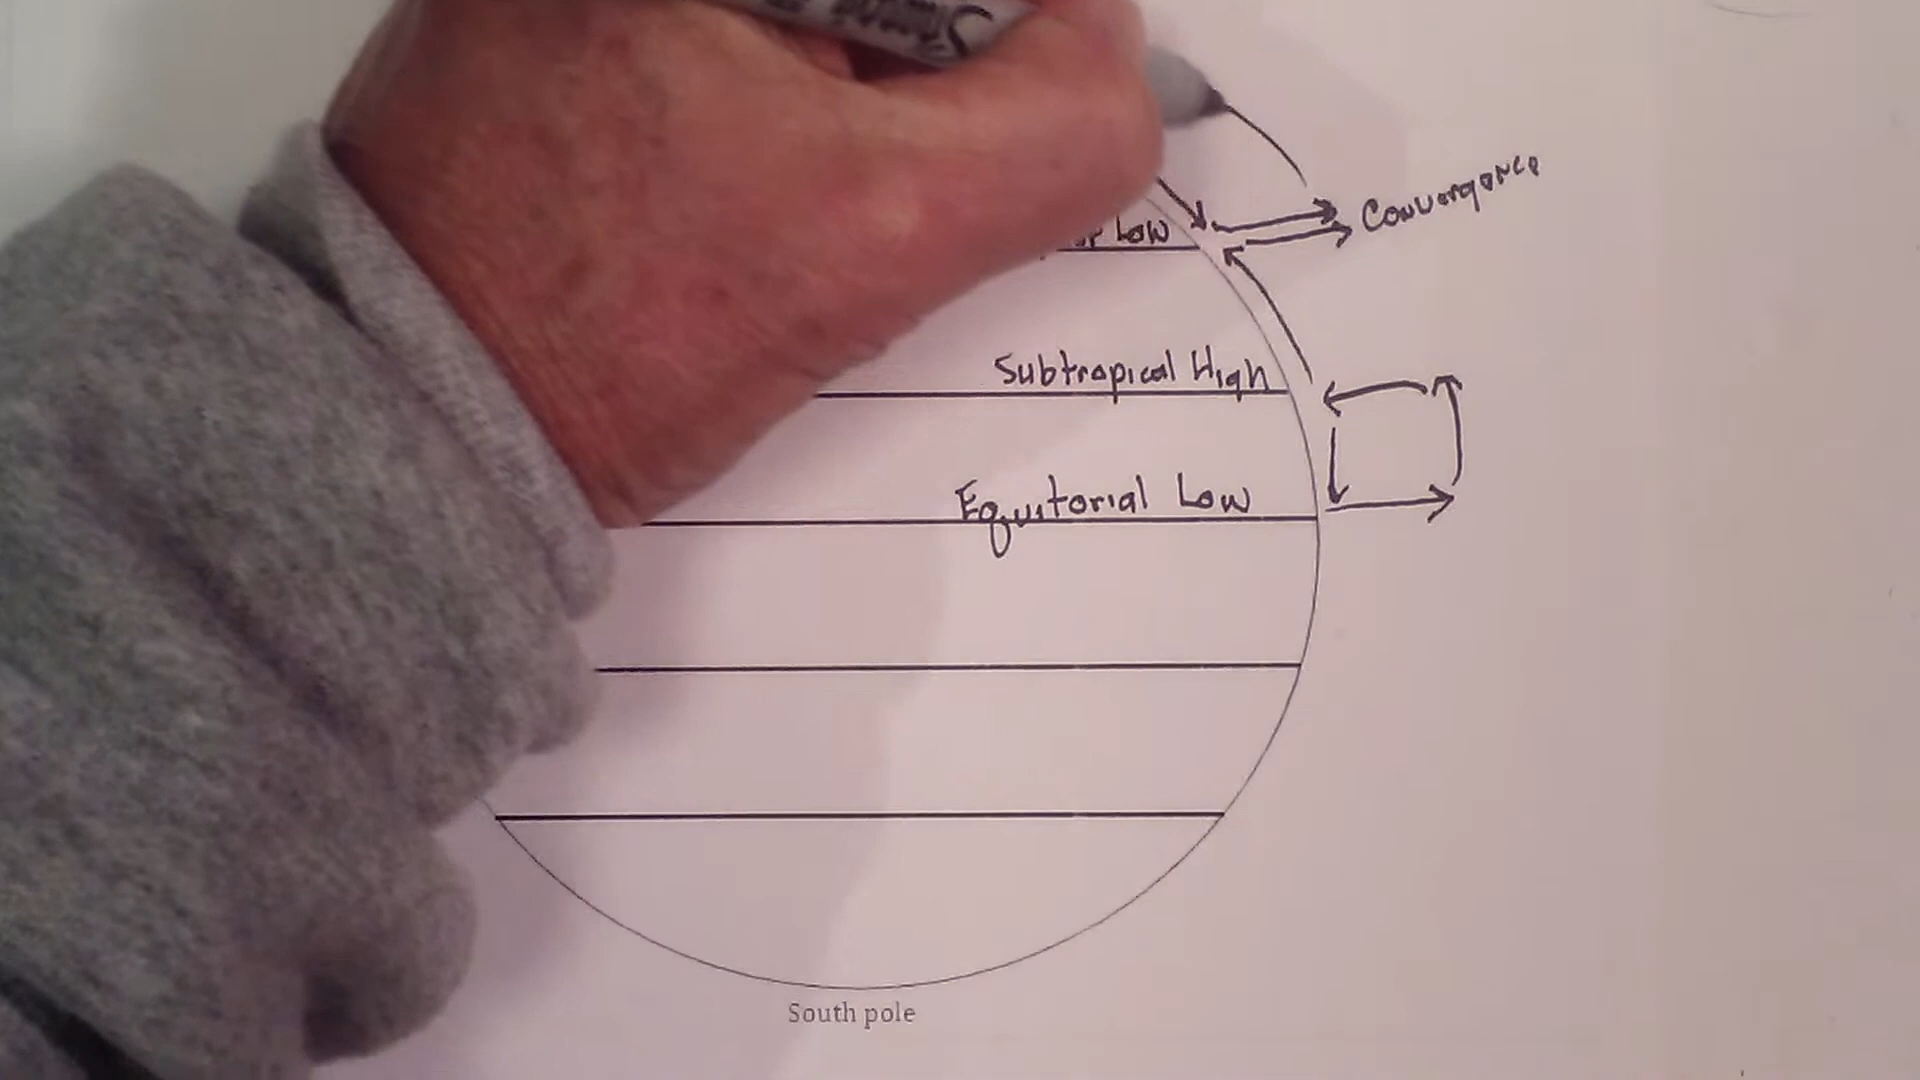 Convergence
Low
Subtropical High
Equitorial Low
South pole